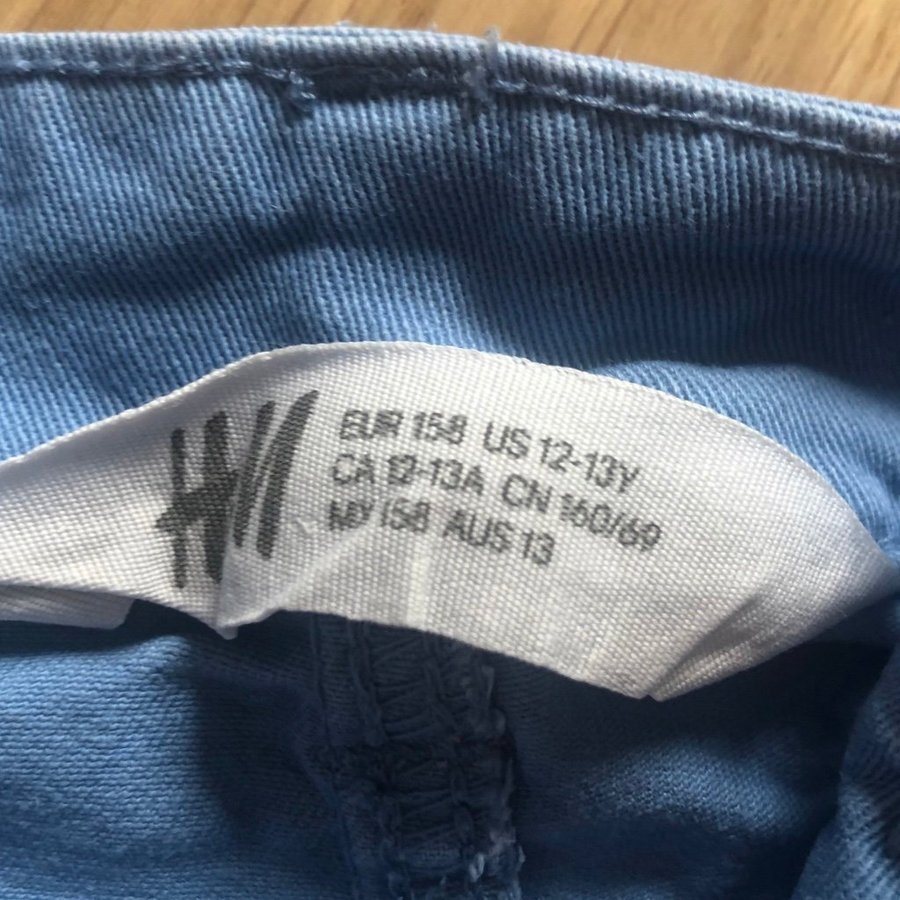 H&M
EUR 158 US 12-13Y
CA 12-13A CN 160/69
MY 158 AUS 13